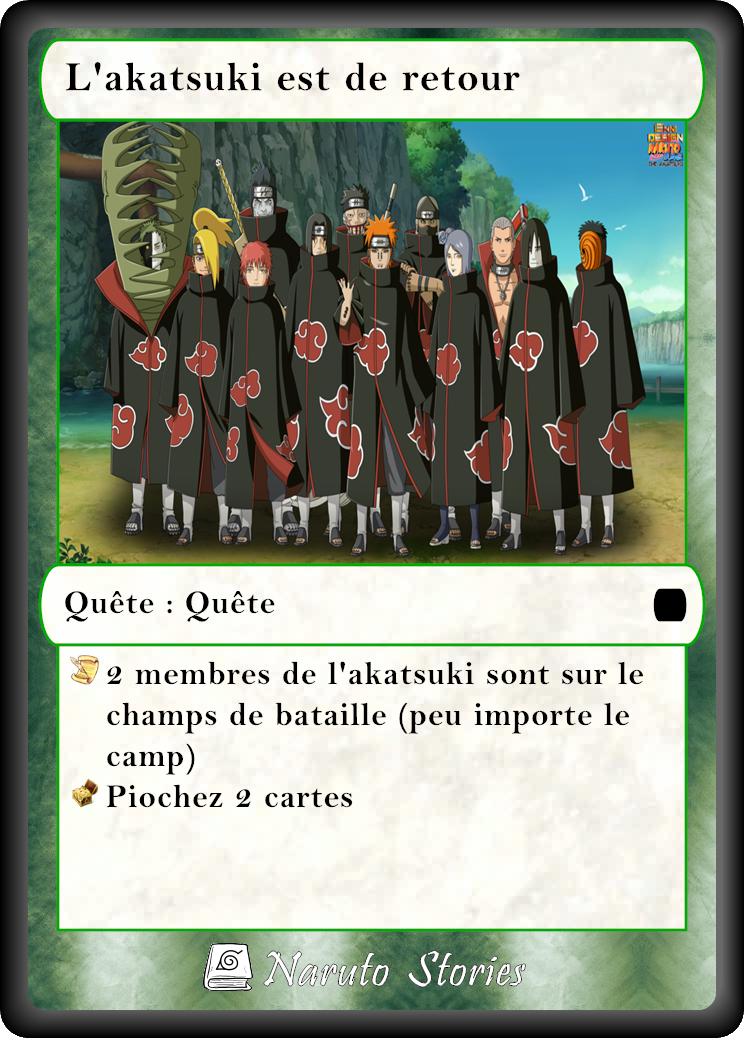 L'akatsuki est de retour
Quête : Quête
2 membres de l'akatsuki sont sur le
champs de bataille (peu importe le
camp)
Piochez 2 cartes
Naruto Stories